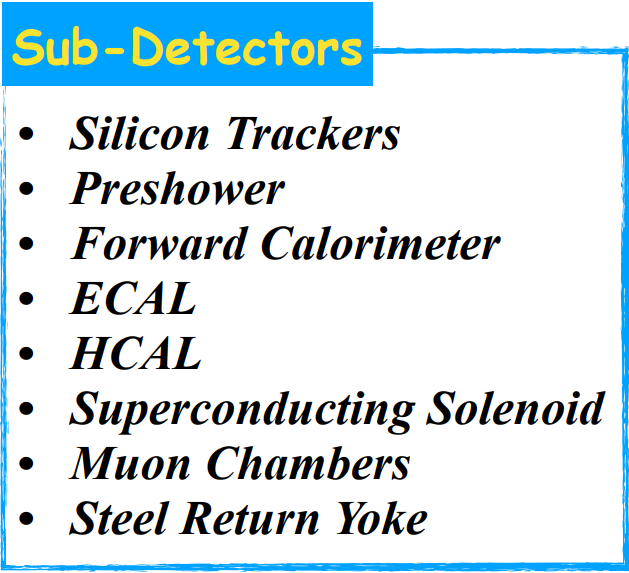 Sub-Detectors
• Silicon Trackers
• Preshower
• Forward Calorimeter
• ECAL
• HCAL
• Superconducting Solenoid
• Muon Chambers
• Steel Return Yoke